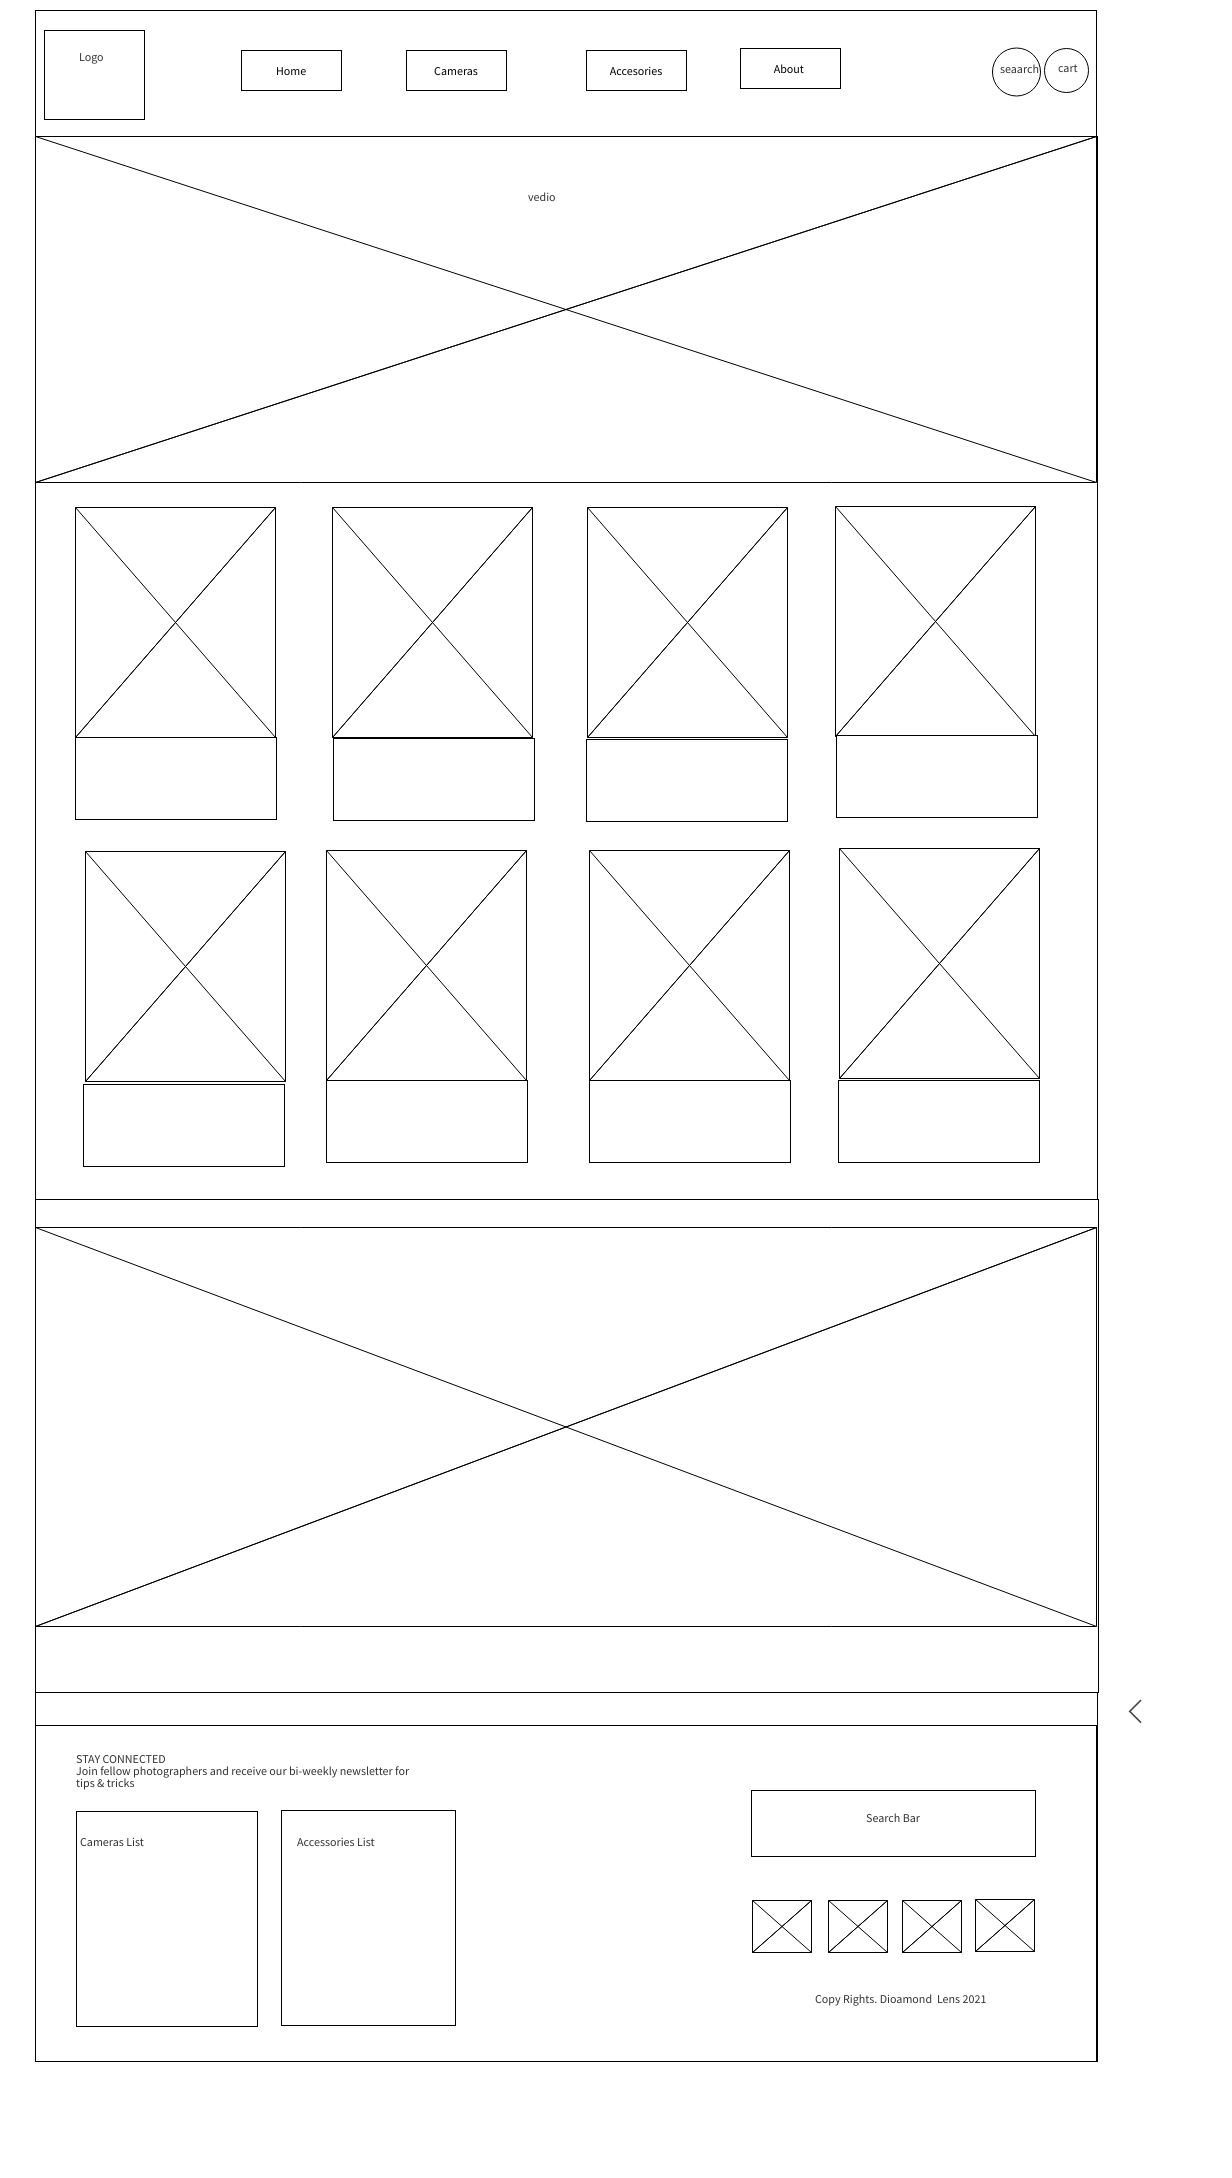 Logo
Home
Cameras
Accesories
About
seaarch
cart
vedio
STAY CONNECTED
Join fellow photographers and receive our bi-weekly newsletter for
tips & tricks
Cameras List
Accessories List
Search Bar
Copy Rights. Dioamond  Lens 2021